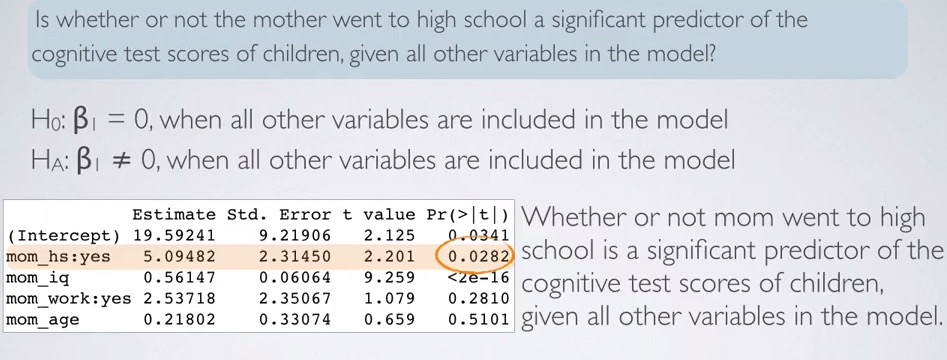 Is whether or not the mother went to high school a significant predictor of the
cognitive test scores of children, given all other variables in the model?
H0: β1 = 0, when all other variables are included in the model
HA: β1 ≠ 0, when all other variables are included in the model
Estimate Std. Error t value Pr(>|t|)
(Intercept) 19.59241 9.21906 2.125 0.0341
mom_hs:yes 5.09482 2.31450 2.201 0.0282
mom_iq 0.56147 0.06064 9.259 <2e-16
mom_work:yes 2.53718 2.35067 1.079 0.2810
mom_age 0.21802 0.33074 0.659 0.5101
Whether or not mom went to high
school is a significant predictor of the
cognitive test scores of children,
given all other variables in the model.